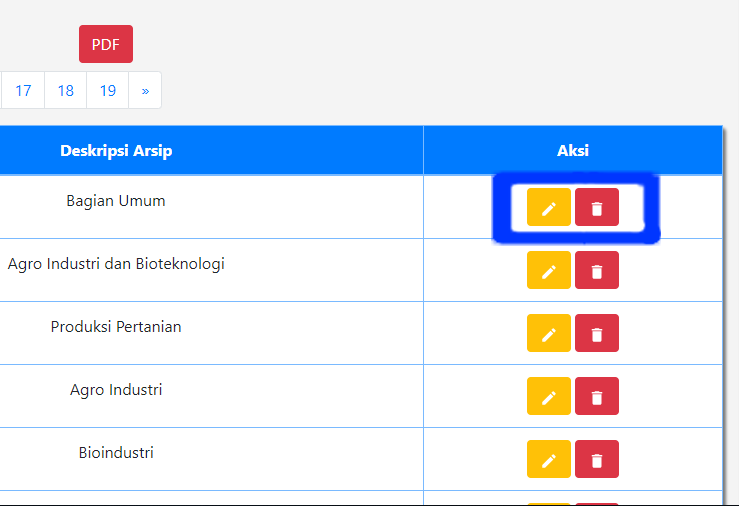 PDF
17 18 19 »
Deskripsi Arsip Aksi
Bagian Umum
Agro Industri dan Bioteknologi
Produksi Pertanian
Agro Industri
Bioindustri